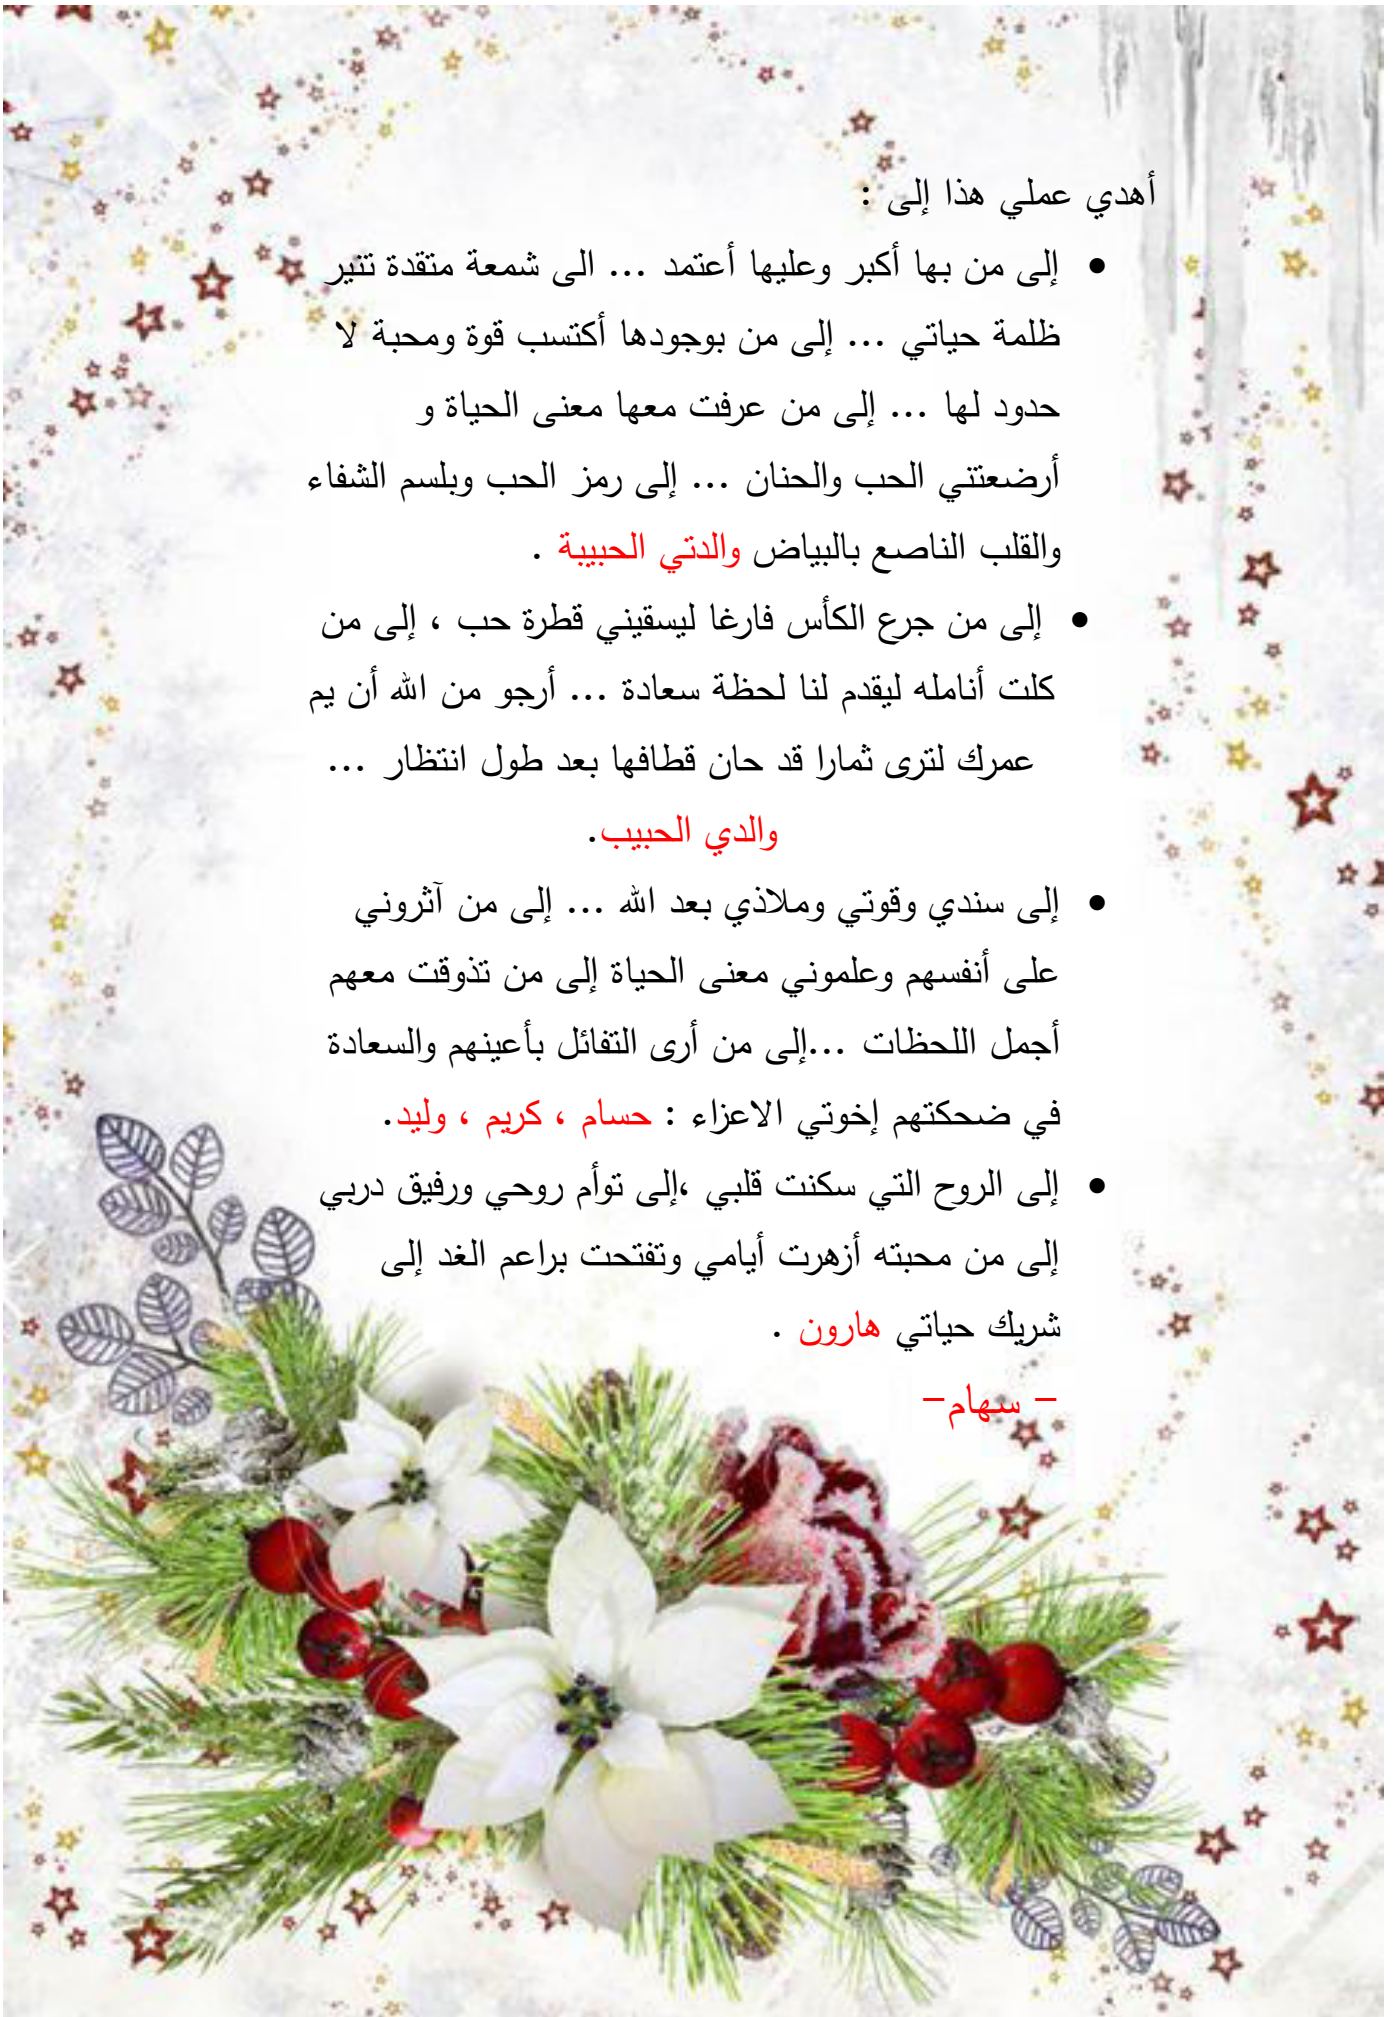 أهدي عملي هذا إلى :
• إلى من بها أكبر وعليها أعتمد ... الى شمعة متقدة تنير
ظلمة حياتي ... إلى من بوجودها أكتسب قوة ومحبة لا
حدود لها ... إلى من عرفت معها معنى الحياة و
أرضعتني الحب والحنان ... إلى رمز الحب وبلسم الشفاء
والقلب الناصع بالبياض والدتي الحبيبة .
• إلى من جرع الكأس فارغا ليسقيني قطرة حب ، إلى من
كلت أنامله ليقدم لنا لحظة سعادة ... أرجو من الله أن يم
عمرك لترى ثمارا قد حان قطافها بعد طول انتظار ...
والدي الحبيب.
• إلى سندي وقوتي وملاذي بعد الله ... إلى من آثروني
على أنفسهم وعلموني معنى الحياة إلى من تذوقت معهم
أجمل اللحظات ...إلى من أرى التفائل بأعينهم والسعادة
في ضحكتهم إخوتي الاعزاء : حسام ، كريم ، وليد.
• إلى الروح التي سكنت قلبي ،إلى توأم روحي ورفيق دربي
إلى من محبته أزهرت أيامي وتفتحت براعم الغد إلى
شريك حياتي هارون .
- سهام-